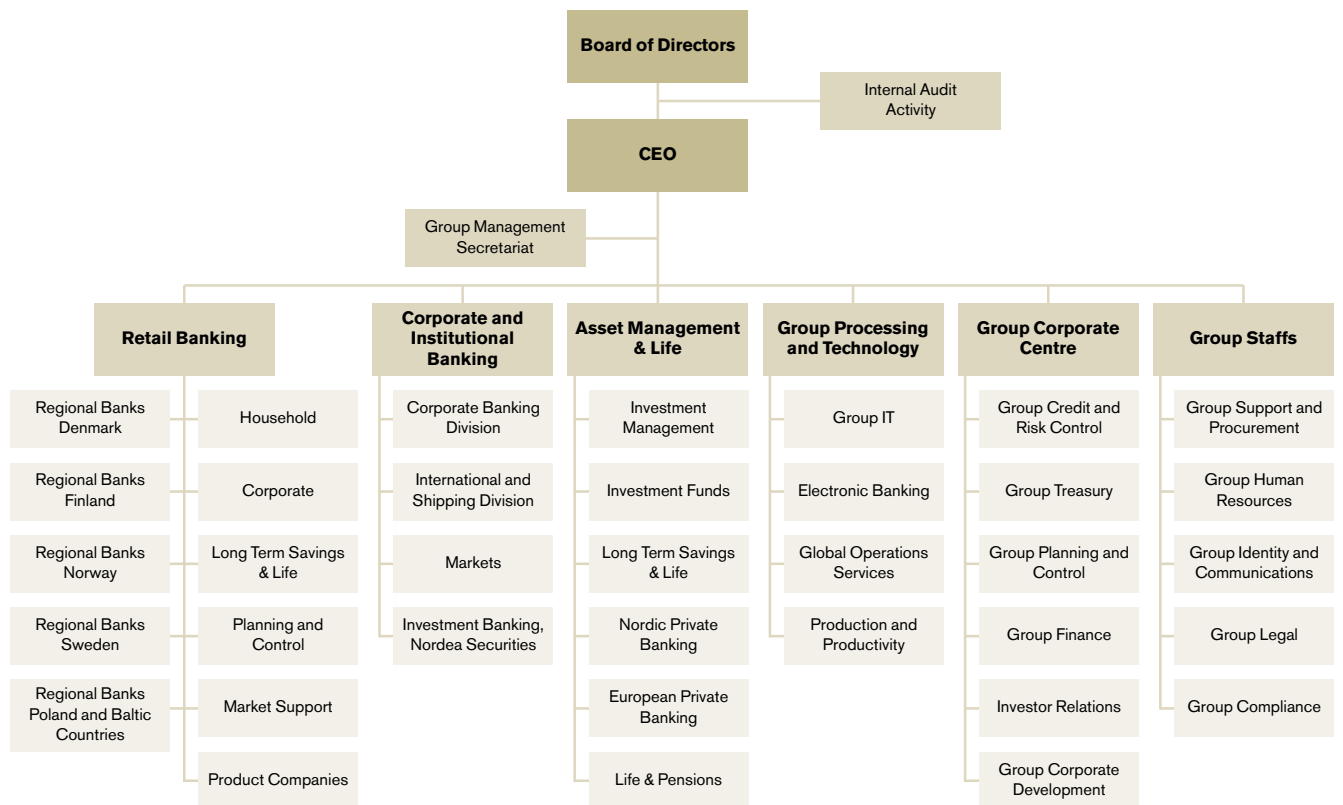 Board of Directors
Internal Audit
Activity
CEO
Group Management
Secretariat
Retail Banking
Corporate and
Institutional
Banking
Asset Management
& Life
Group Processing
and Technology
Group Corporate
Centre
Group Staffs
Regional Banks
Denmark
Regional Banks
Finland
Regional Banks
Norway
Regional Banks
Sweden
Regional Banks
Poland and Baltic
Countries
Household
Corporate
Long Term Savings
& Life
Planning and
Control
Market Support
Product Companies
Corporate Banking
Division
International and
Shipping Division
Markets
Investment Banking,
Nordea Securities
Investment
Management
Investment Funds
Long Term Savings
& Life
Nordic Private
Banking
European Private
Banking
Life & Pensions
Group IT
Electronic Banking
Global Operations
Services
Production and
Productivity
Group Credit and
Risk Control
Group Treasury
Group Planning and
Control
Group Finance
Investor Relations
Group Corporate
Development
Group Support and
Procurement
Group Human
Resources
Group Identity and
Communications
Group Legal
Group Compliance